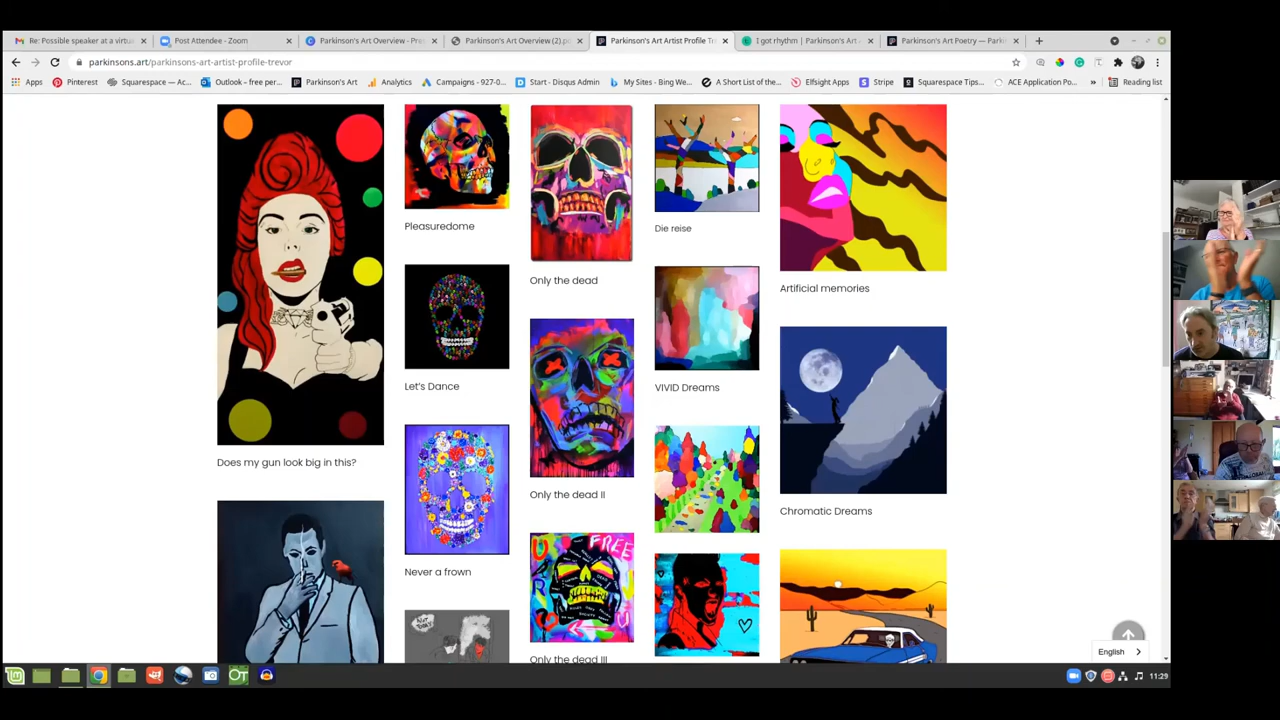 Re: Possible speaker at a virtu
Post Attendee - Zoom
Parkinson's Art Overview - Pro
Parkinson's Art Overview (2).p
Parkinson's Art Artist Profile Tre
I got rhythm | Parkinson's Art
Parkinson's Art Poetry — Parki
parkinsons.art/parkinsons-art-artist-profile-trevor
Apps
Pinterest
Squarespace — Ac...
Outlook – free per...
Parkinson's Art
Analytics
Campaigns - 927-0...
Start - Disqus Admin
My Sites - Bing We...
A Short List of the...
Elfsight Apps
Stripe
Squarespace Tips...
ACE Application Po...
Reading list
Pleasuredome
Die reise
Only the dead
Artificial memories
Let's Dance
VIVID Dreams
Does my gun look big in this?
Only the dead II
Chromatic Dreams
Never a frown
FREE
NOT TODAY
Only the dead III
English
11:29